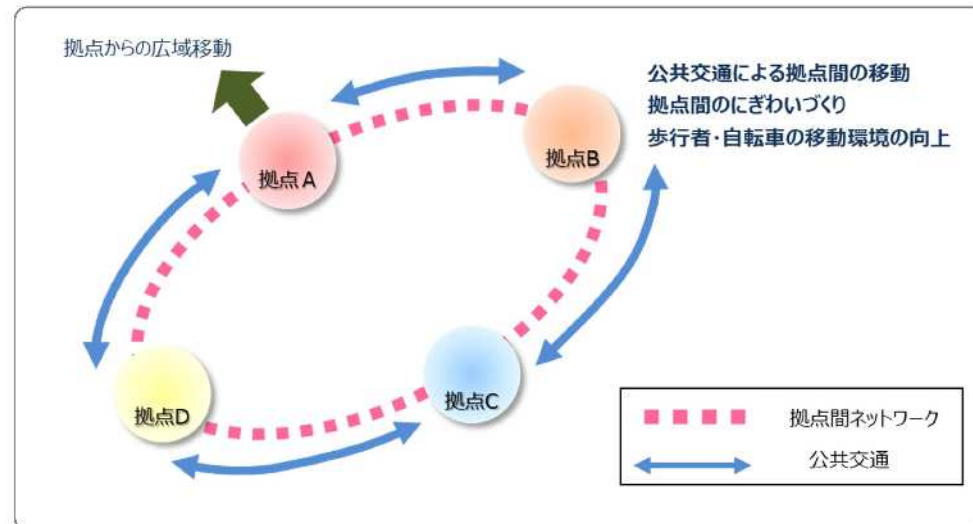 拠点からの広域移動
公共交通による拠点間の移動
拠点間のにぎわいづくり
歩行者・自転車の移動環境の向上
拠点A
拠点B
拠点D
拠点C
拠点間ネットワーク
公共交通